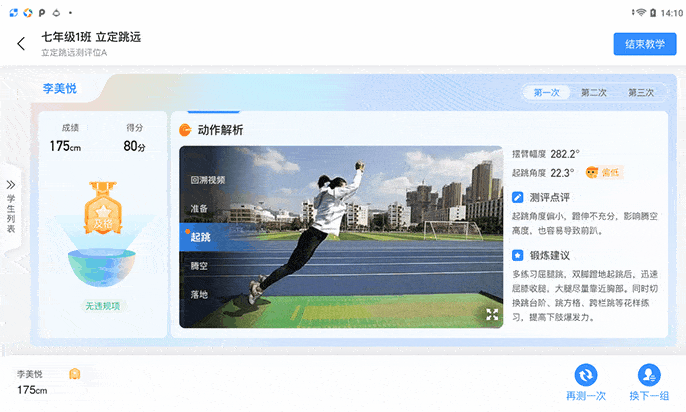 14:10
七年级1班 立定跳远
立定跳远测评位A
结束教学
李美悦
第一次 第二次 第三次
成绩 得分
175cm 80分
及格
无违规项
学生列表
动作解析
回溯视频
准备
起跳
腾空
落地
摆臂幅度 282.2°
起跳角度 22.3° 偏低
测评点评
起跳角度偏小、蹬伸不充分，影响腾空
高度，也容易导致前趴。
锻炼建议
多练习屈腿跳，双脚蹬地起跳后，迅速
屈膝收腿，大腿尽量靠近胸部。同时切
换跳台阶、跳方格、跨栏跳等花样练
习，提高下肢爆发力。
李美悦
175cm
再测一次 换下一组